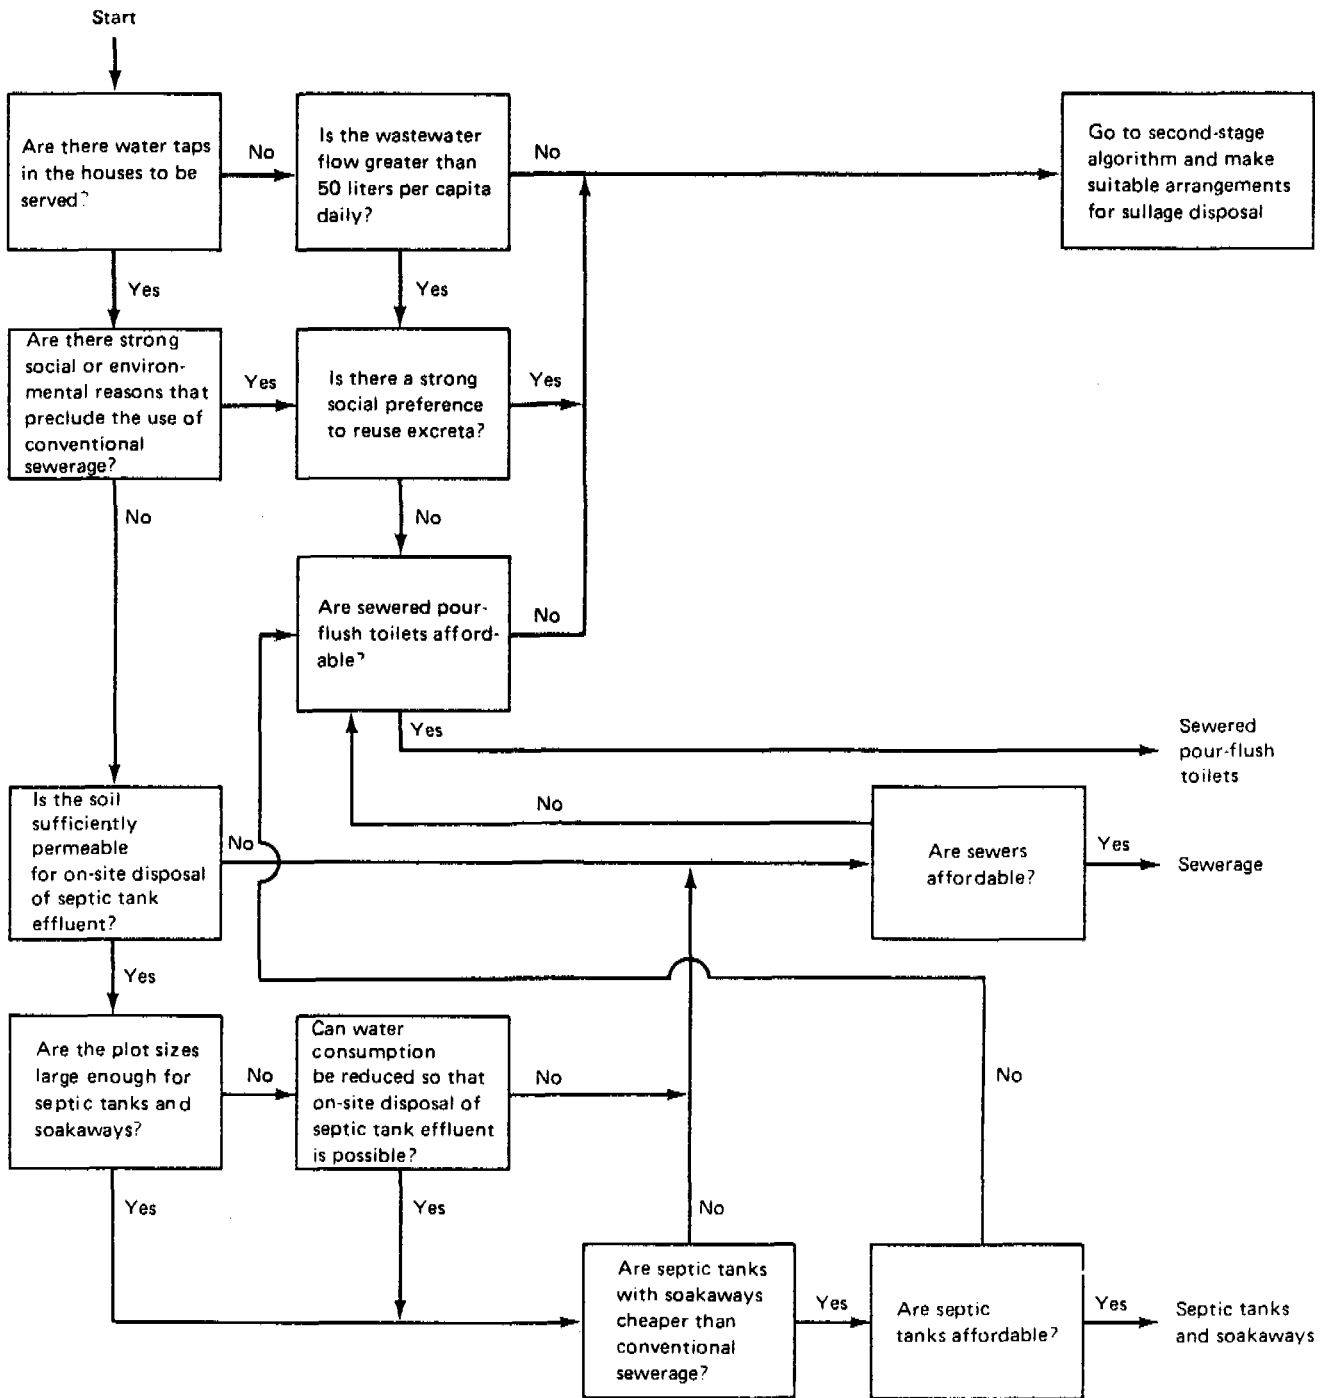 Start
Are there water taps
in the houses to be
served?
No
Is the wastewater
flow greater than
50 liters per capita
daily?
No
Go to second-stage
algorithm and make
suitable arrangements
for sullage disposal
Yes
Yes
Are there strong
social or environ-
mental reasons that
preclude the use of
conventional
sewerage?
Yes
Is there a strong
social preference
to reuse excreta?
Yes
No
No
Are sewered pour-
flush toilets afford-
able?
No
Yes
Sewered
pour-flush
toilets
Is the soil
sufficiently
permeable
for on-site disposal
of septic tank
effluent?
No
No
Are sewers
affordable?
Yes
Sewerage
Yes
Are the plot sizes
large enough for
septic tanks and
soakaways?
No
Can water
consumption
be reduced so that
on-site disposal of
septic tank effluent
is possible?
No
No
Yes
Yes
No
Are septic tanks
with soakaways
cheaper than
conventional
sewerage?
Yes
Are septic
tanks affordable?
Yes
Septic tanks
and soakaways